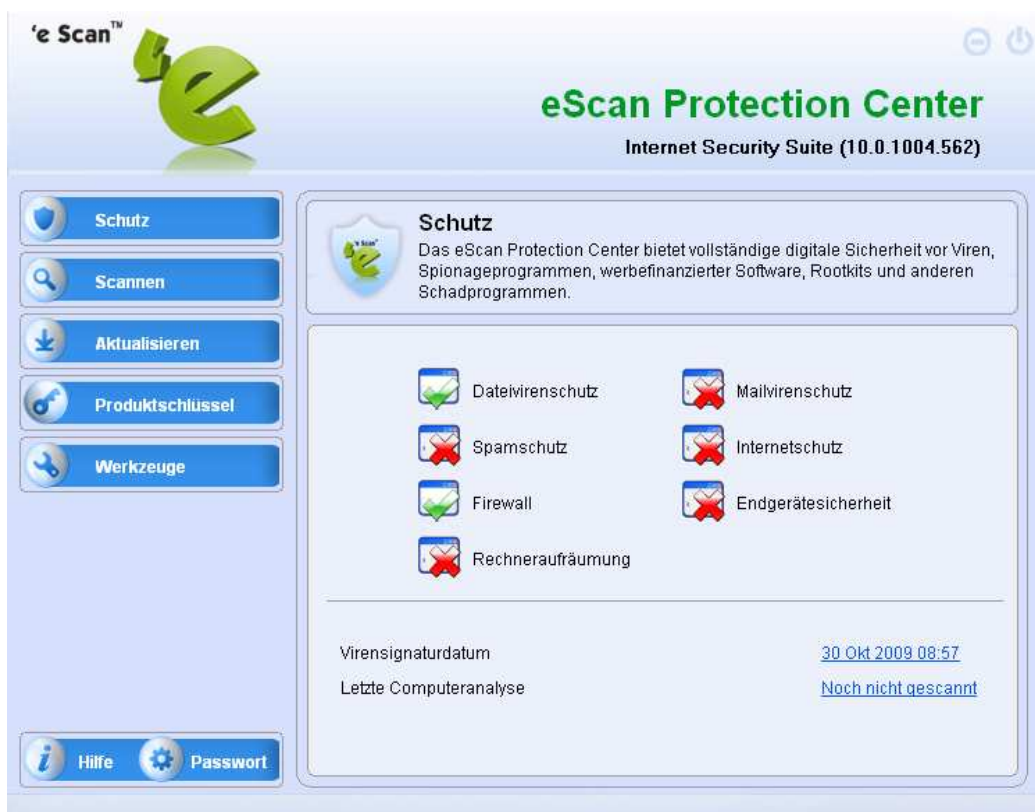 'e Scan™
eScan Protection Center
Internet Security Suite (10.0.1004.562)
Schutz
Scannen
Aktualisieren
Produktschlüssel
Werkzeuge
Hilfe
Passwort
Schutz
Das eScan Protection Center bietet vollständige digitale Sicherheit vor Viren,
Spionageprogrammen, werbefinanzierter Software, Rootkits und anderen
Schadprogrammen.
Dateivirenschutz
Mailvirenschutz
Spamschutz
Internetschutz
Firewall
Endgerätesicherheit
Rechneraufräumung
Virensignaturdatum
30 Okt 2009 08:57
Letzte Computeranalyse
Noch nicht gescannt